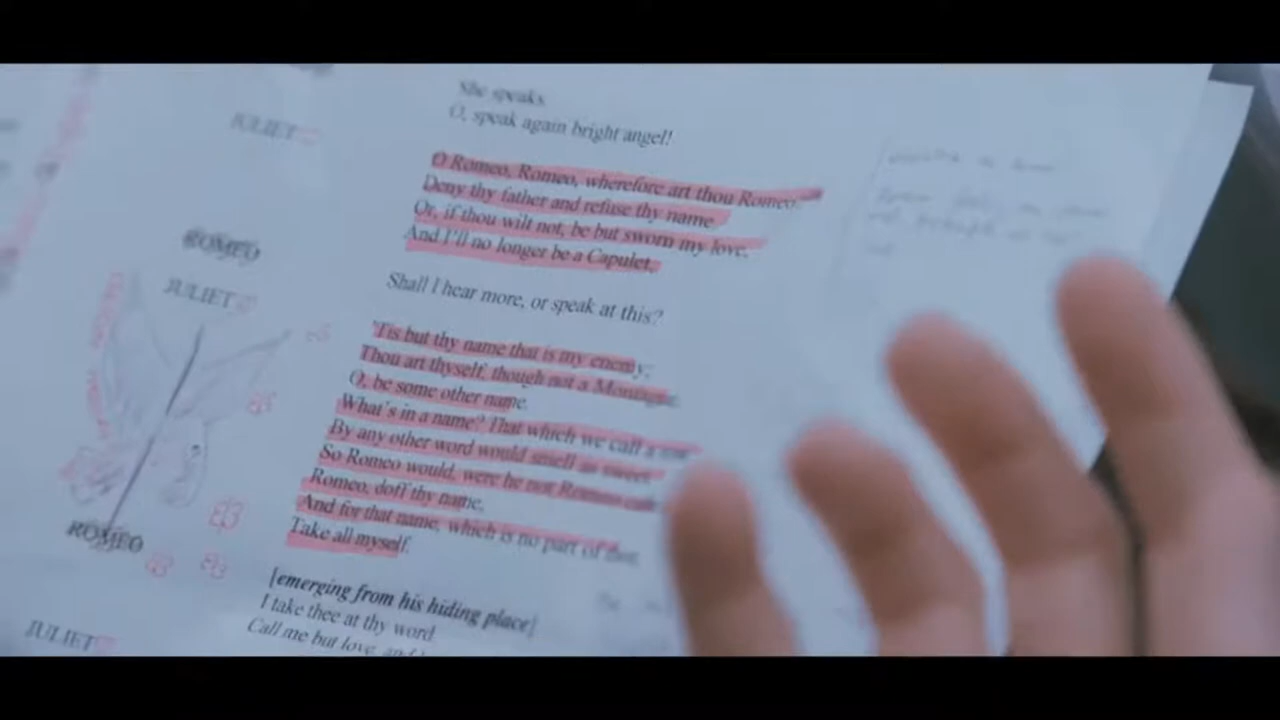 She speaks.
O, speak again bright angel!
JULIET
O Romeo, Romeo, wherefore art thou Romeo
Deny thy father and refuse thy name
Or, if thou wilt not, be but sworn my love,
And I'll no longer be a Capulet.
ROMEO
Shall I hear more, or speak at this?
JULIET
'Tis but thy name that is my enemy;
Thou art thyself, though not a Montague.
O, be some other name.
What's in a name? That which we call a rose
By any other word would smell as sweet
So Romeo would, were he not Romeo call
Romeo, doff thy name,
And for that name, which is no part of thee
Take all myself.
ROMEO
[emerging from his hiding place]
I take thee at thy word
Call me but love, and
JULIET